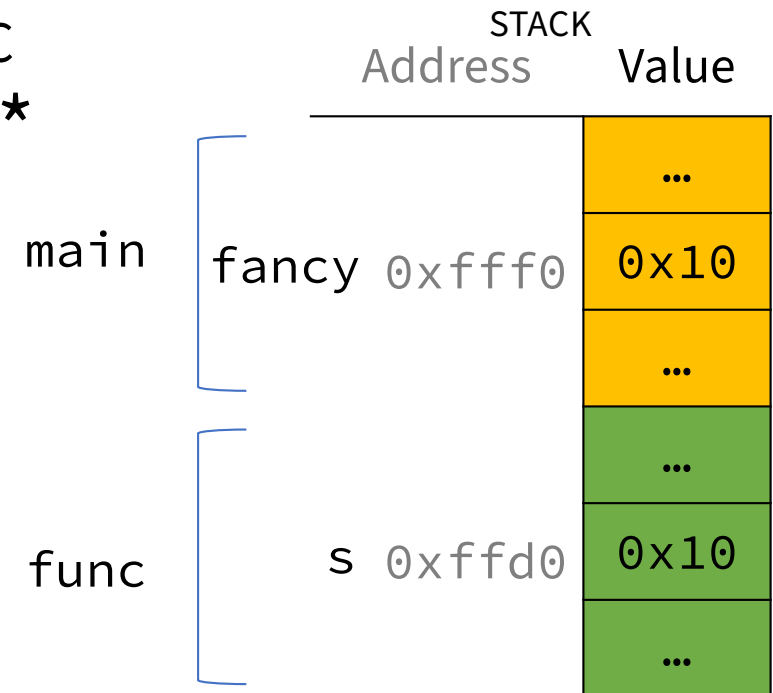 STACK
C
Address Value
*
…
main fancy 0xfff0 0x10
…
…
func s 0xffd0 0x10
…